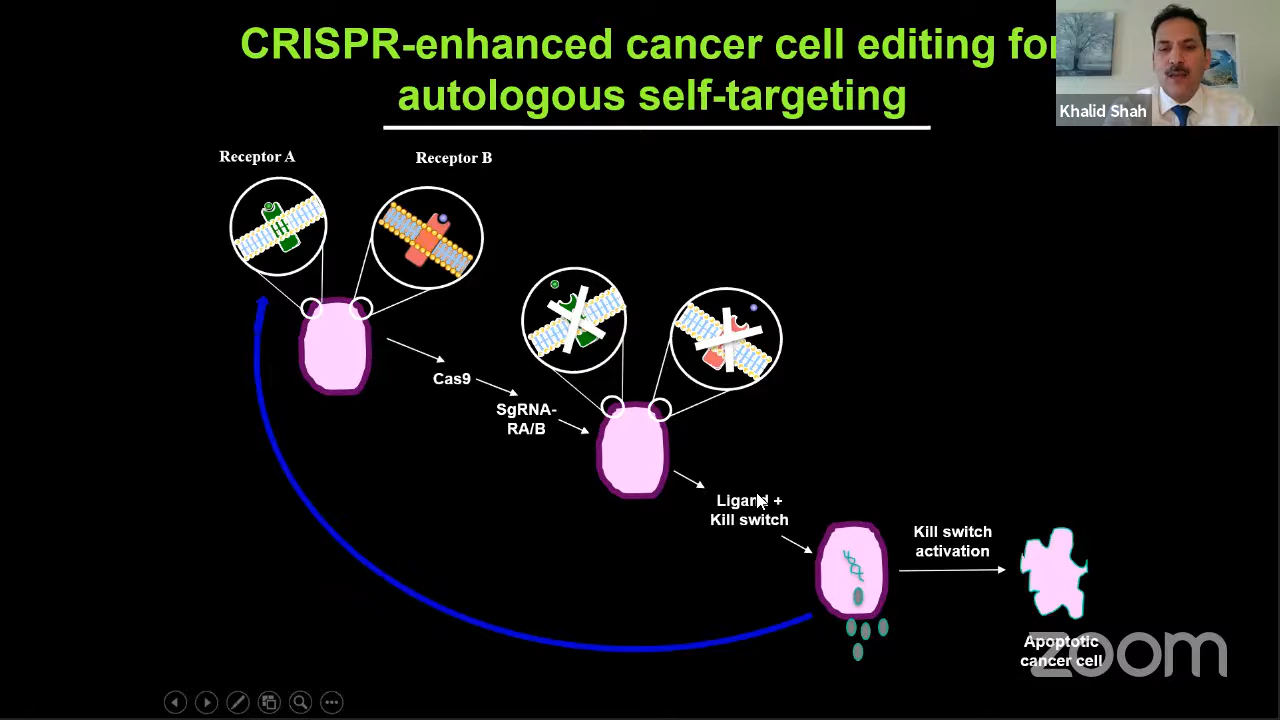 CRISPR-enhanced cancer cell editing for
autologous self-targeting
Khalid Shah
Receptor A
Receptor B
Cas9
SgRNA-
RA/B
Ligand +
Kill switch
Kill switch
activation
Apoptotic
cancer cell
zoom